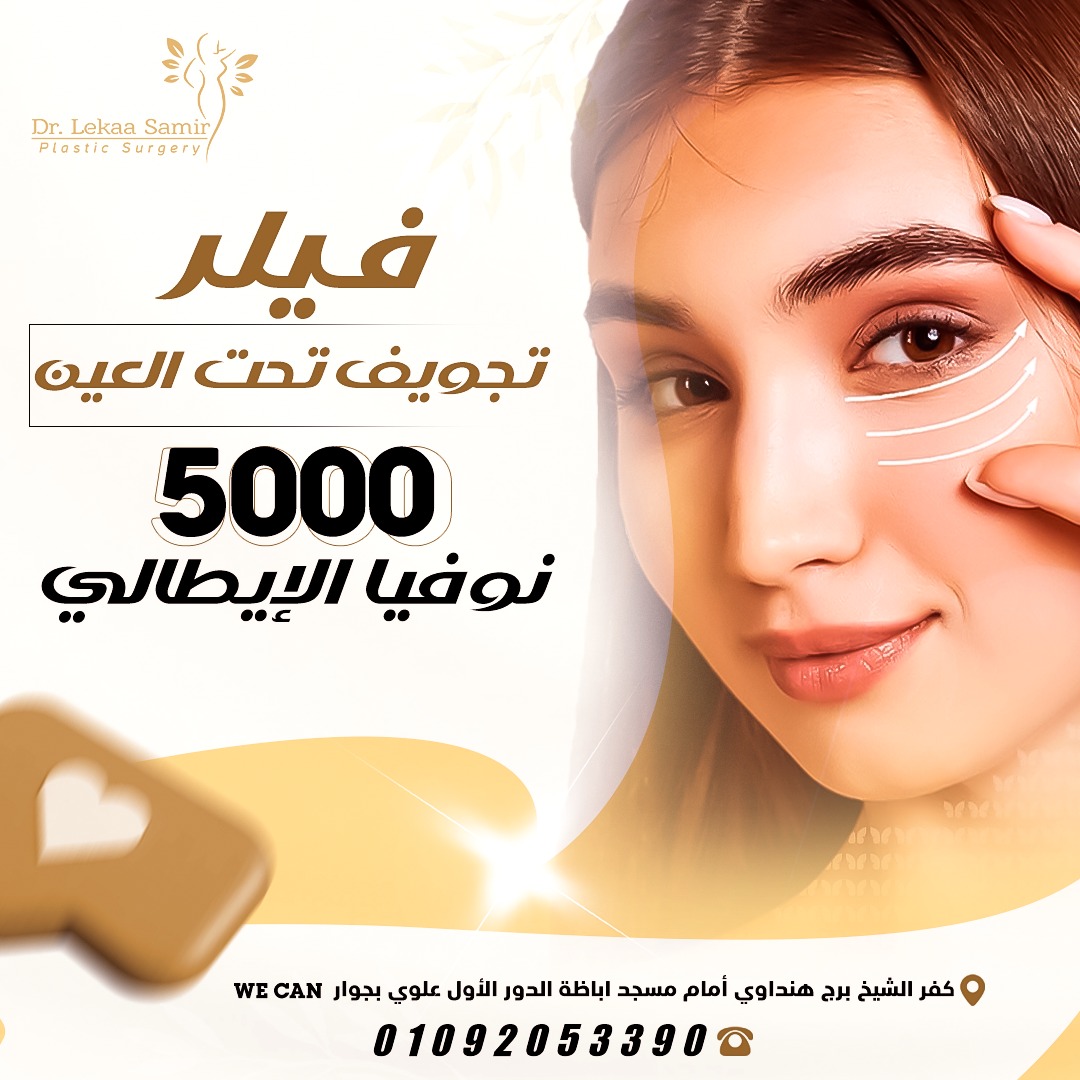 Dr. Lekaa Samir
Plastic Surgery
فيلر
تجويف تحت العين
5000
نوفيا الإيطالي
كفر الشيخ برج هنداوي أمام مسجد اباظة الدور الأول علوي بجوار WE CAN
01092053390